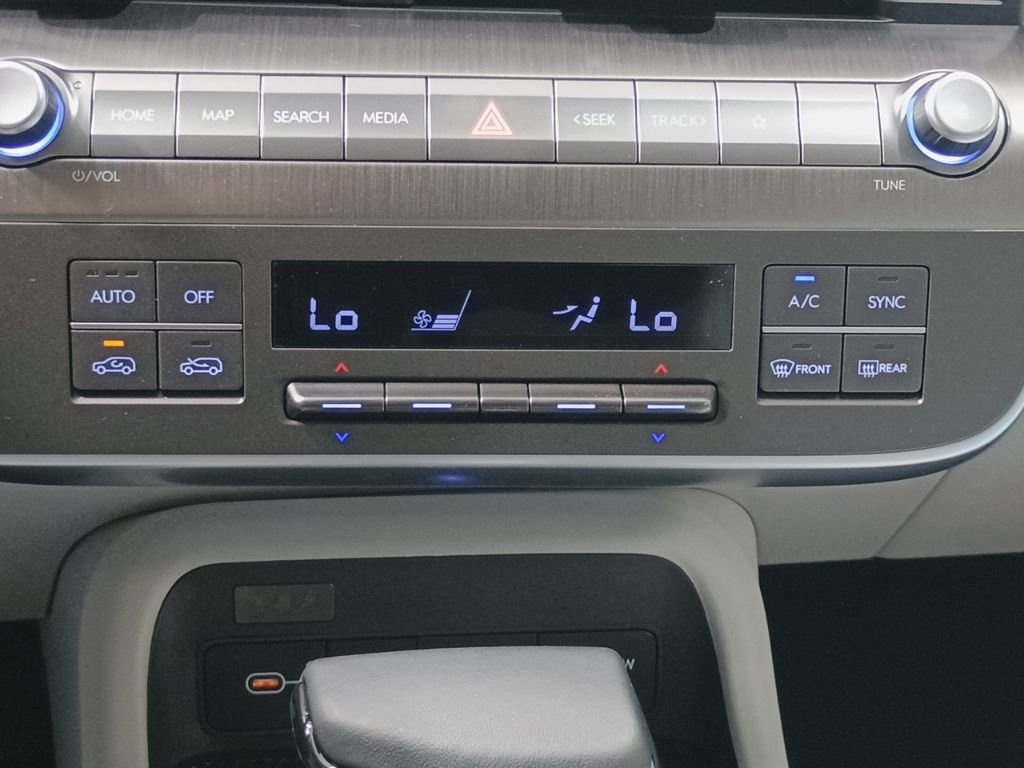 HOME MAP SEARCH MEDIA <SEEK TRACK>
/VOL TUNE
AUTO OFF Lo Lo A/C SYNC
FRONT REAR